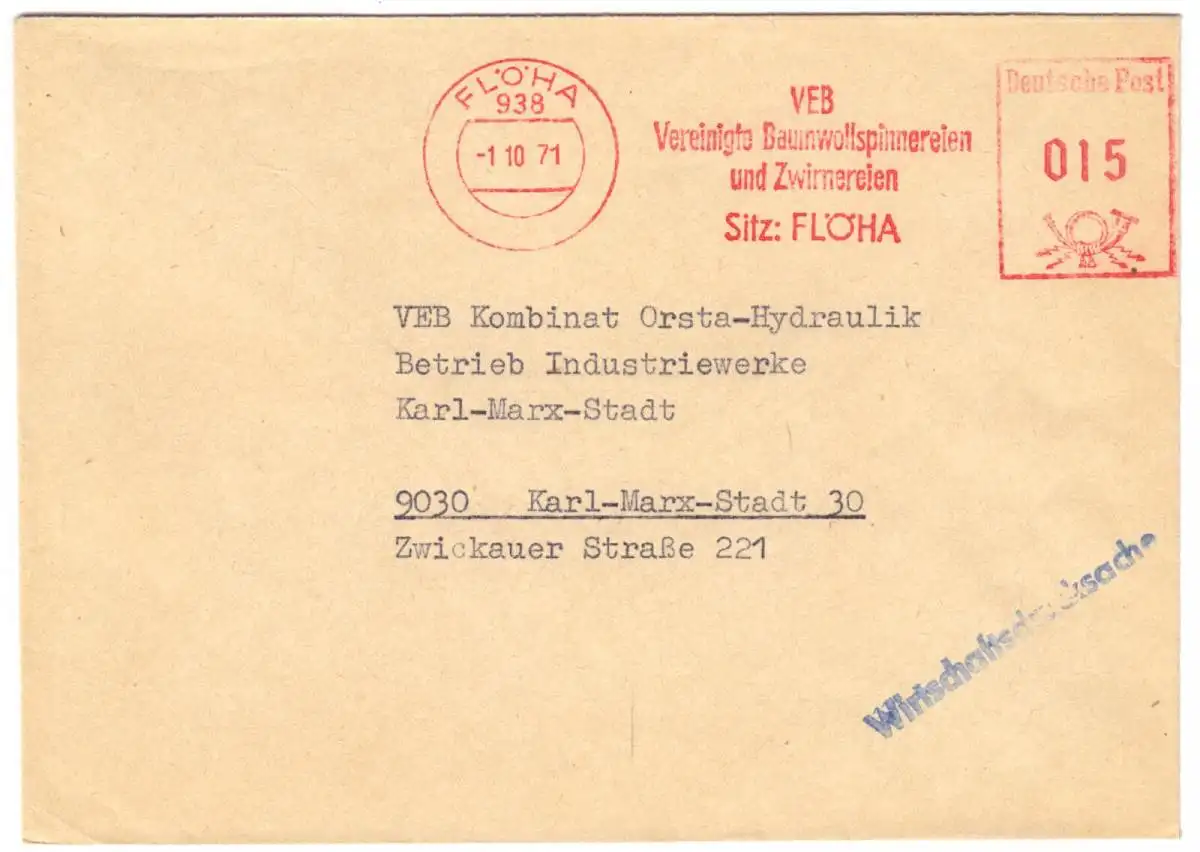 FLÖHA
938
-1 10 71
VEB
Vereinigte Baumwollspinnereien
und Zwirnereien
Sitz: FLÖHA
Deutsche Post
015
VEB Kombinat Orsta-Hydraulik
Betrieb Industriewerke
Karl-Marx-Stadt
9030 Karl-Marx-Stadt 30
Zwickauer Straße 221
Wirtschaftsdrucksache